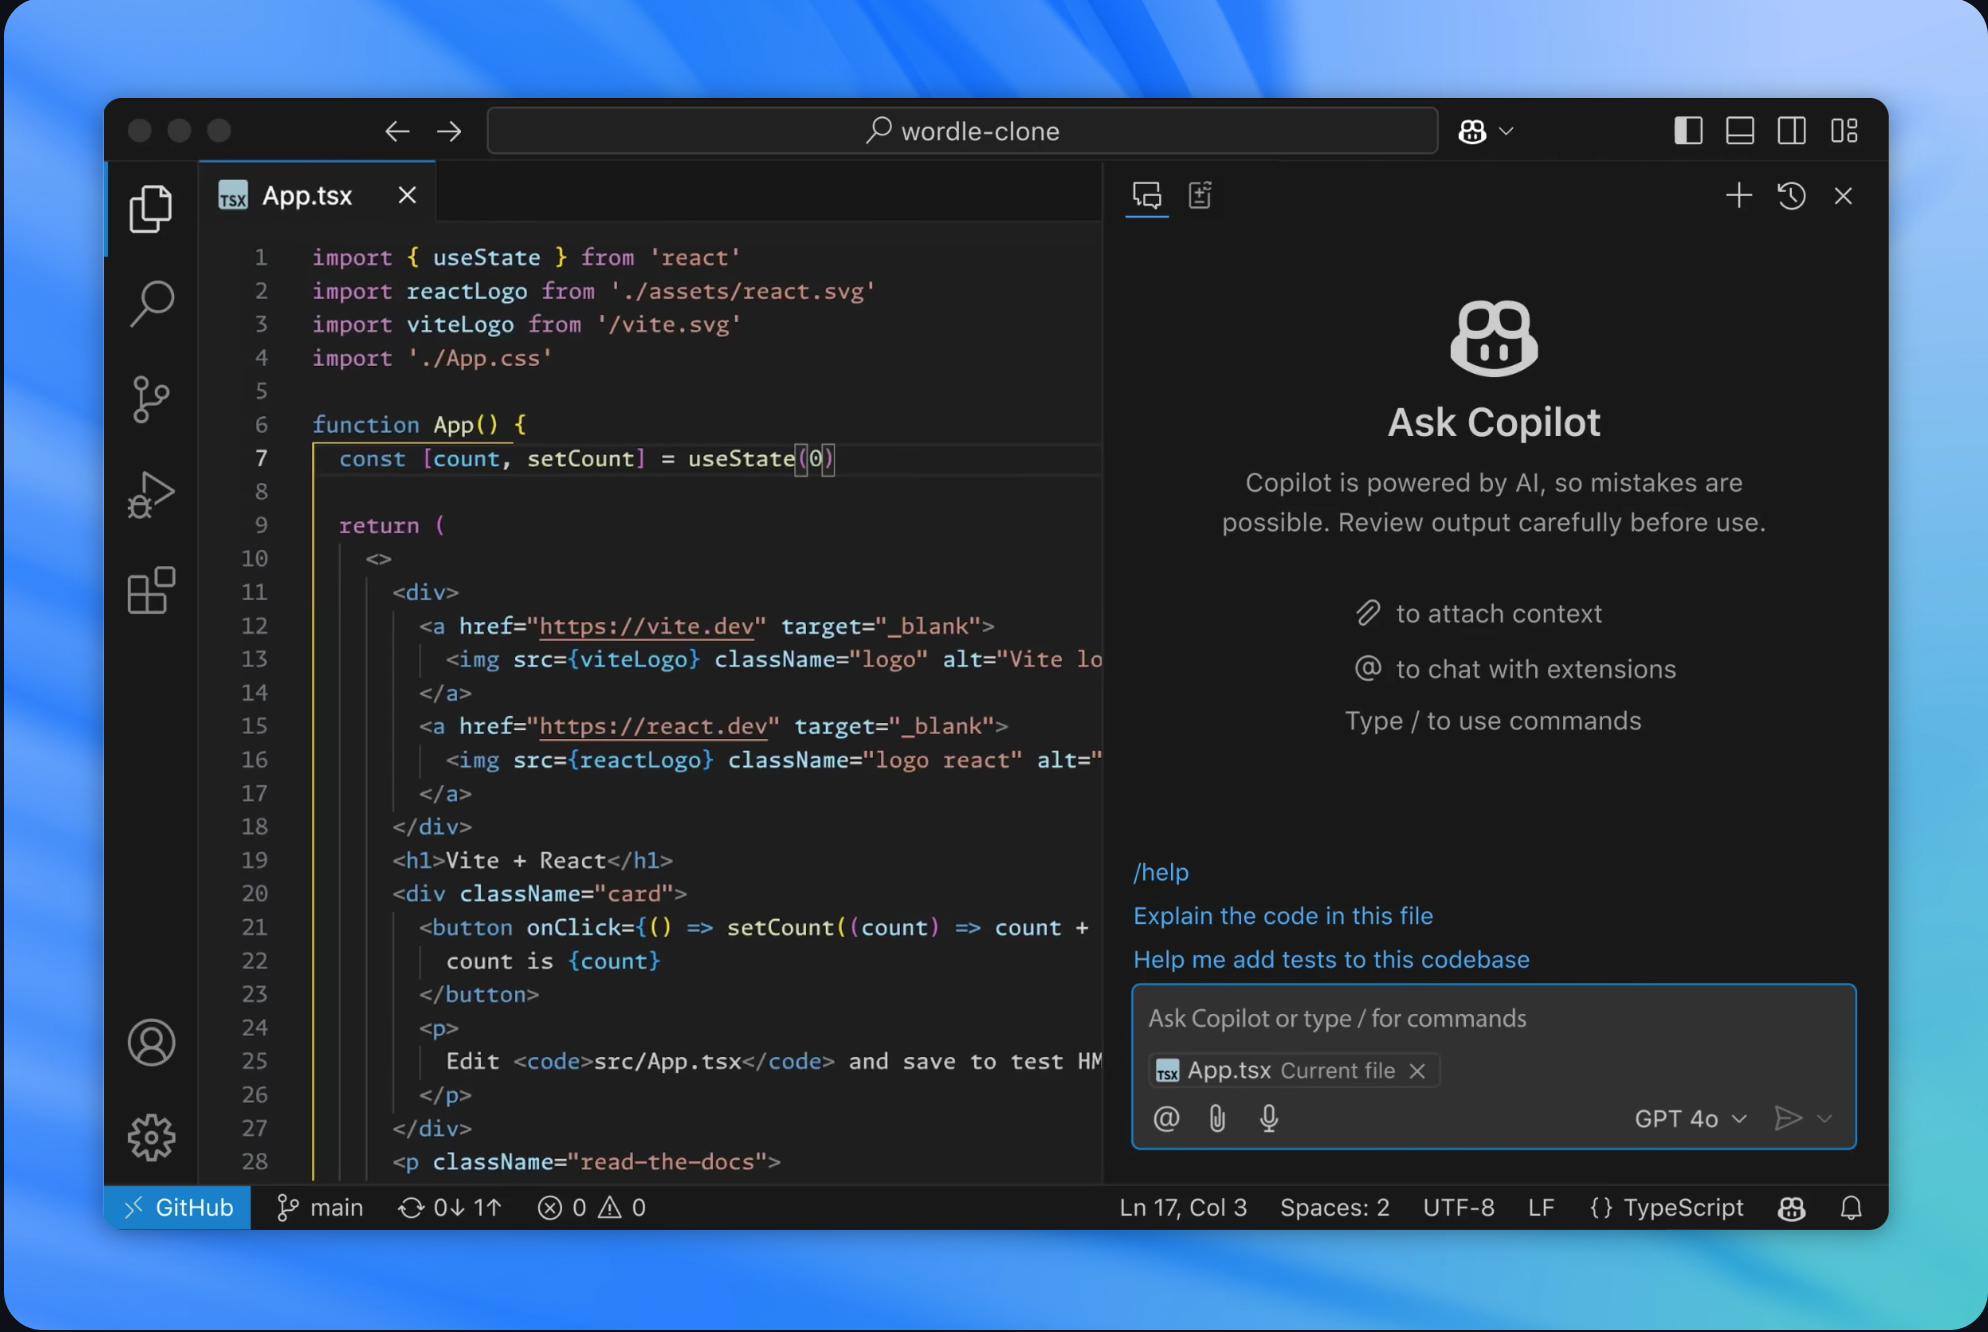 wordle-clone
TSX App.tsx
1 import { useState } from 'react'
2 import reactLogo from './assets/react.svg'
3 import viteLogo from '/vite.svg'
4 import './App.css'
5
6 function App() {
7 const [count, setCount] = useState(0)
8
9 return (
10 <>
11 <div>
12 <a href="https://vite.dev" target="_blank">
13 <img src={viteLogo} className="logo" alt="Vite lo
14 </a>
15 <a href="https://react.dev" target="_blank">
16 <img src={reactLogo} className="logo react" alt="
17 </a>
18 </div>
19 <h1>Vite + React</h1>
20 <div className="card">
21 <button onClick={() => setCount((count) => count +
22 count is {count}
23 </button>
24 <p>
25 Edit <code>src/App.tsx</code> and save to test HM
26 </p>
27 </div>
28 <p className="read-the-docs">
Ask Copilot
Copilot is powered by AI, so mistakes are
possible. Review output carefully before use.
to attach context
@ to chat with extensions
Type / to use commands
/help
Explain the code in this file
Help me add tests to this codebase
Ask Copilot or type / for commands
TSX App.tsx Current file
@ GPT 4o
GitHub main 0↓ 1↑ 0 0 Ln 17, Col 3 Spaces: 2 UTF-8 LF {} TypeScript